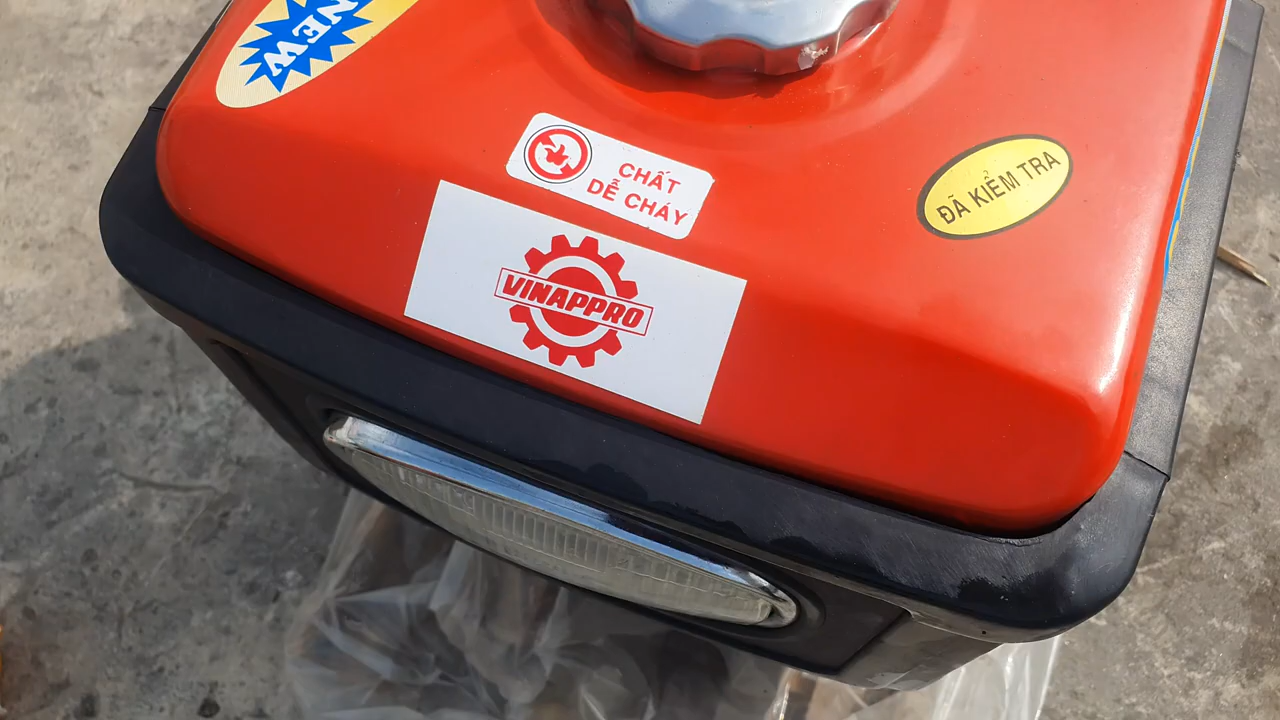 NEW
CHẤT
DỄ CHÁY
ĐÃ KIỂM TRA
VINAPPRO